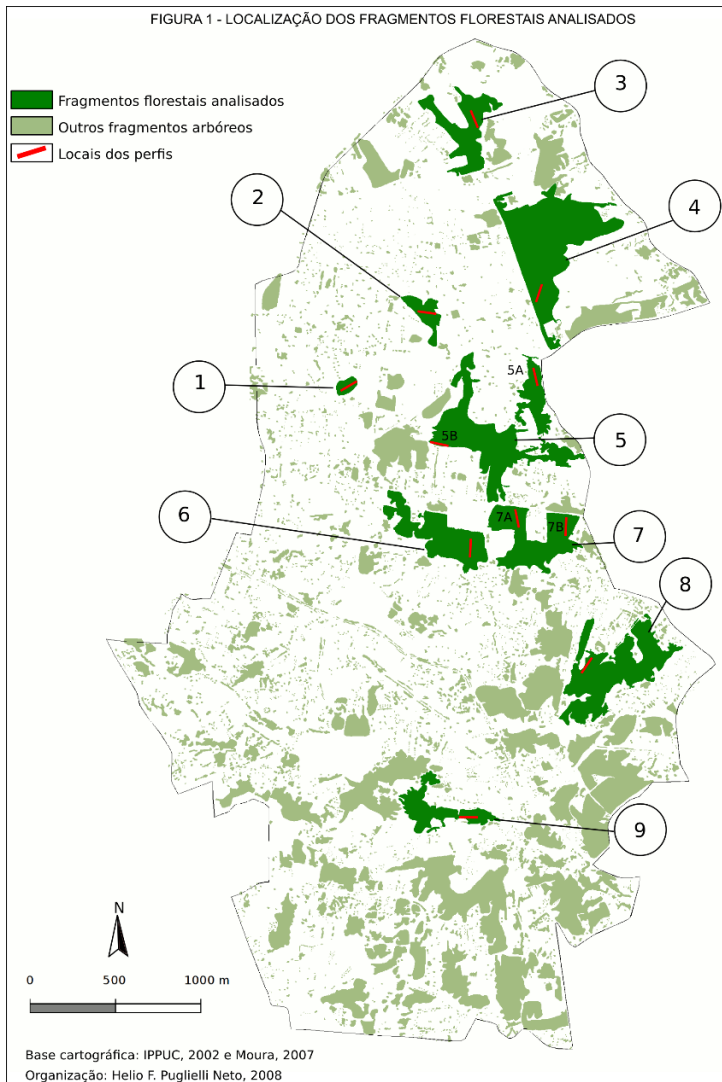 FIGURA 1 - LOCALIZAÇÃO DOS FRAGMENTOS FLORESTAIS ANALISADOS
Fragmentos florestais analisados
Outros fragmentos arbóreos
Locais dos perfis
3
2
4
1
5A
5B
5
6
7A
7B
7
8
9
N
0 500 1000 m
Base cartográfica: IPPUC, 2002 e Moura, 2007
Organização: Helio F. Puglielli Neto, 2008